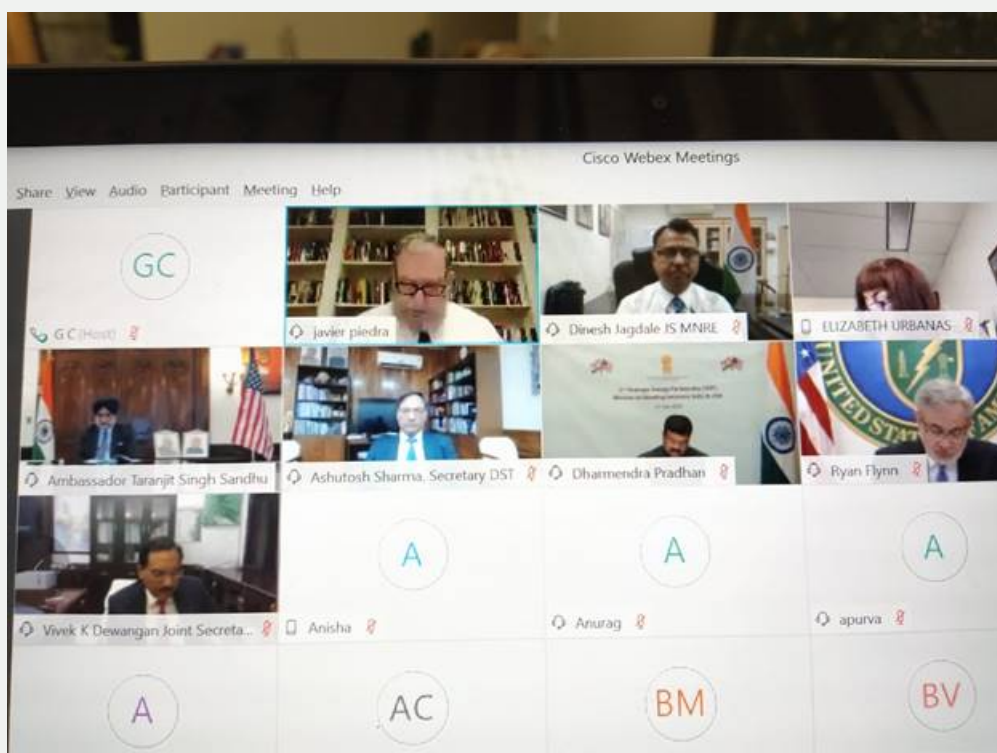 Cisco Webex Meetings
Share View Audio Participant Meeting Help
GC
G C (Host)
javier piedra
Dinesh Jagdale JS MNRE
ELIZABETH URBANAS
Ambassador Taranjit Singh Sandhu
Ashutosh Sharma, Secretary DST
Dharmendra Pradhan
UNITED STA
Ryan Flynn
Vivek K Dewangan Joint Secreta...
A
Anisha
A
Anurag
A
apurva
A
AC
BM
BV